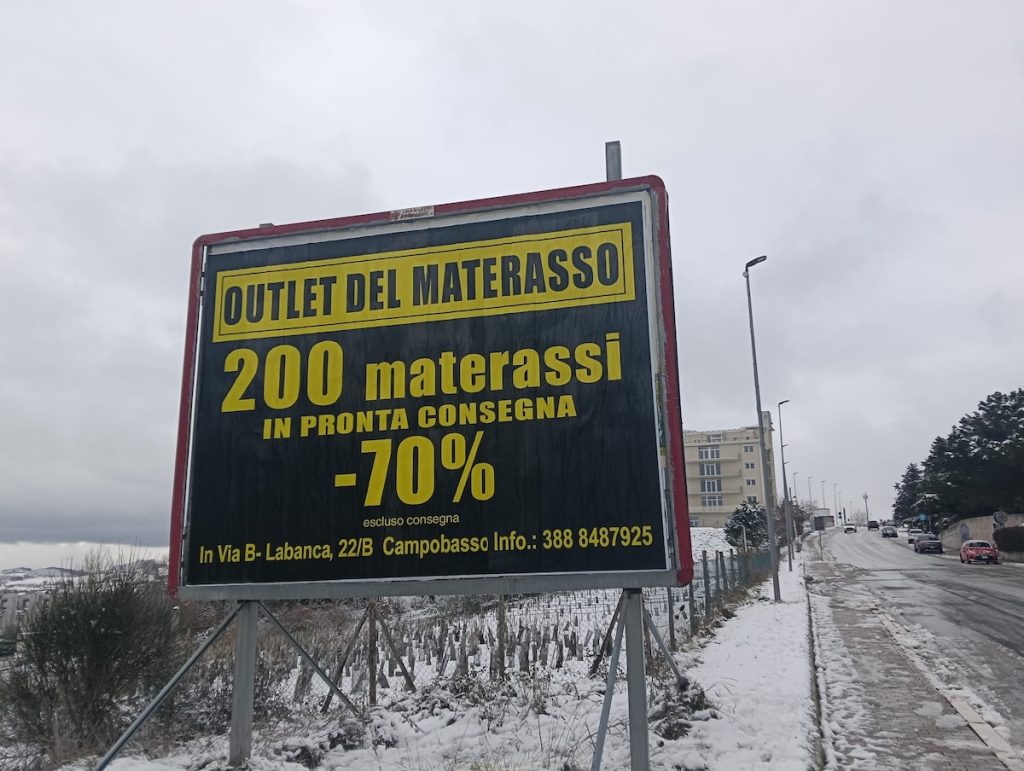 OUTLET DEL MATERASSO
200 materassi
IN PRONTA CONSEGNA
-70%
escluso consegna
In Via B- Labanca, 22/B Campobasso Info.: 388 8487925